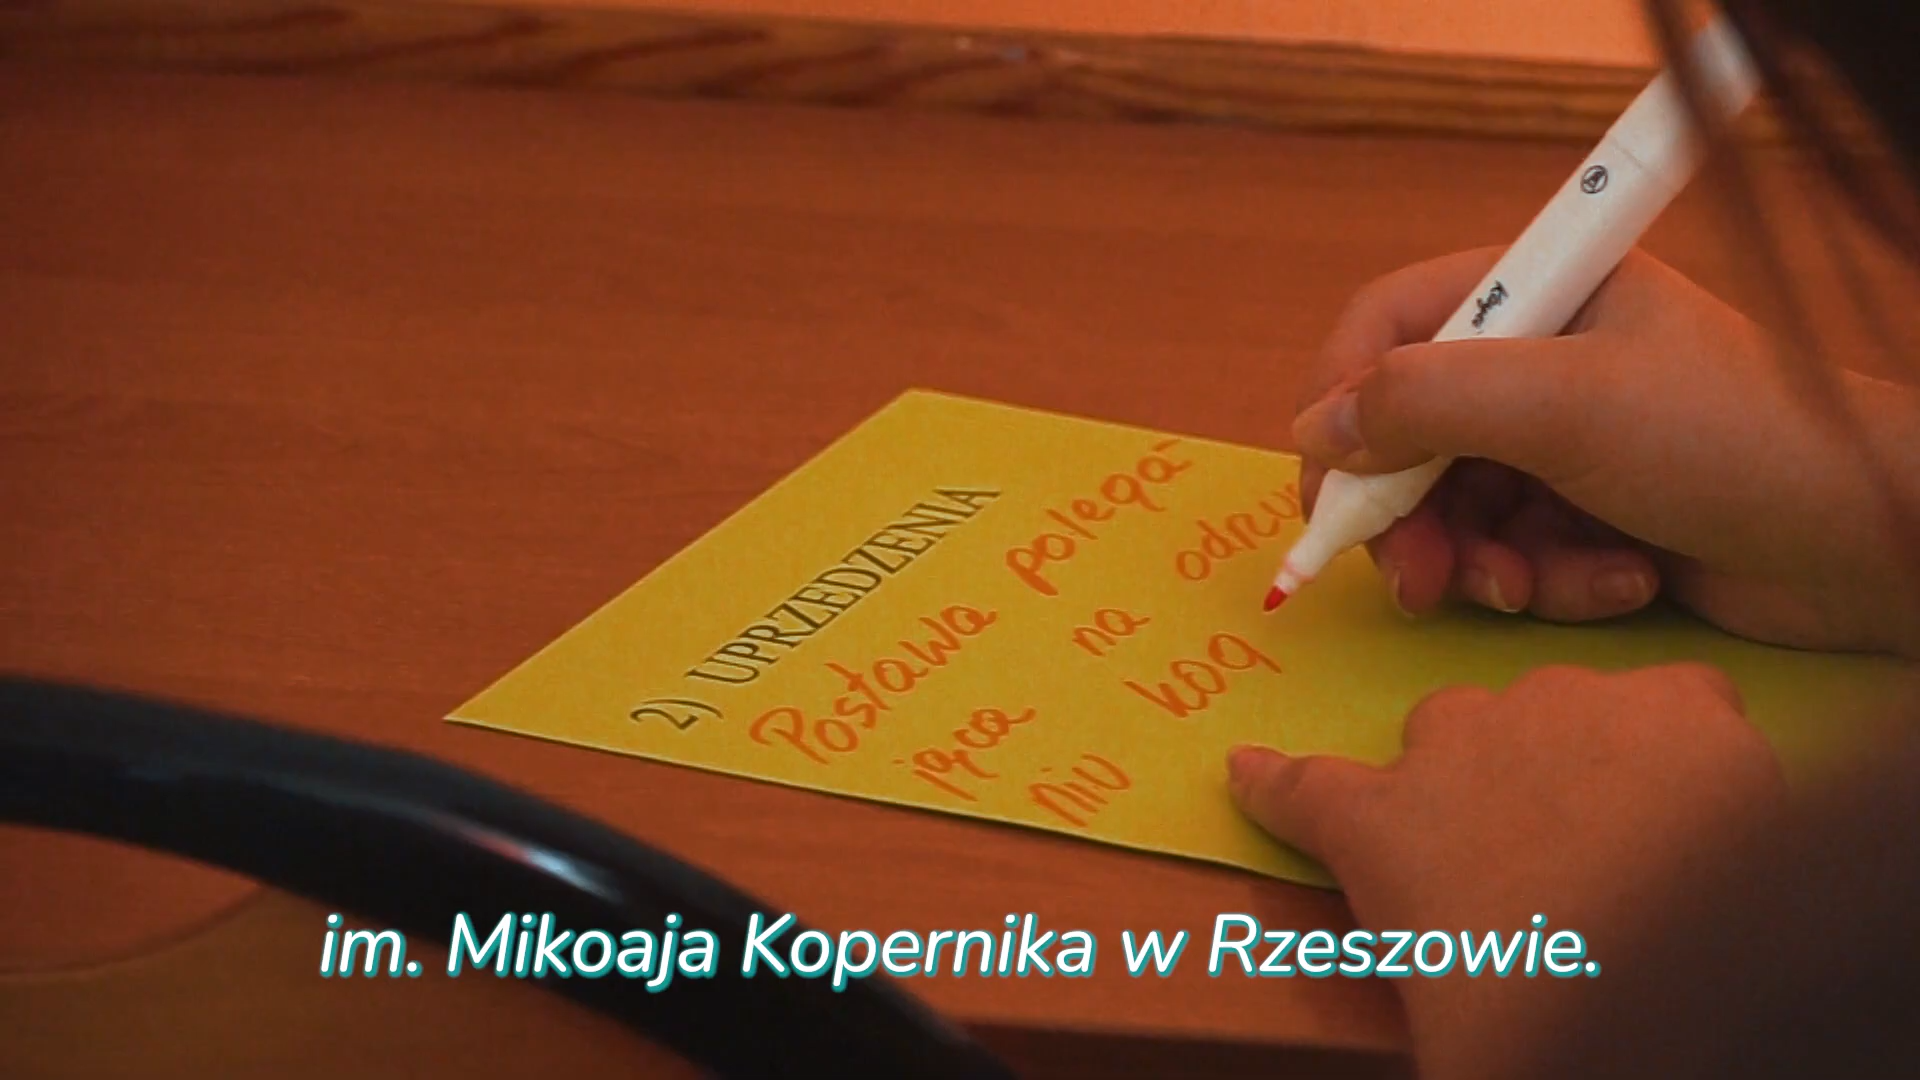 2) UPRZEDZENIA
Postawa polega-
jąca na odrzu
niu kog
im. Mikoaja Kopernika w Rzeszowie.